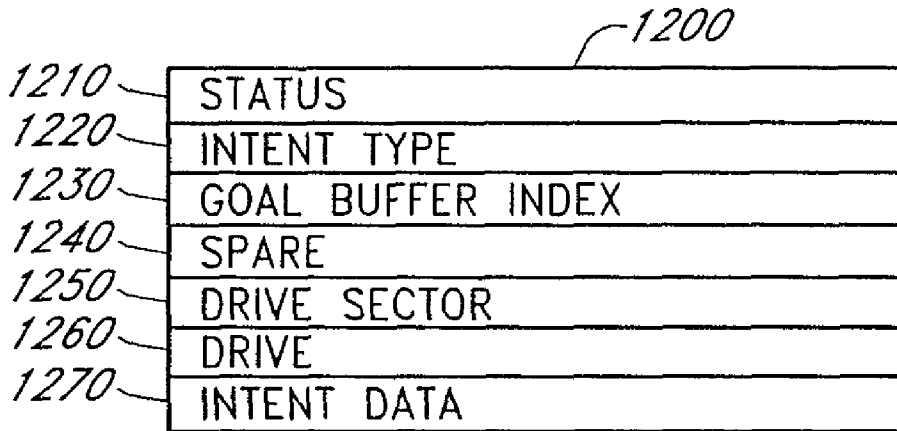 1200
1210 STATUS
1220 INTENT TYPE
1230 GOAL BUFFER INDEX
1240 SPARE
1250 DRIVE SECTOR
1260 DRIVE
1270 INTENT DATA